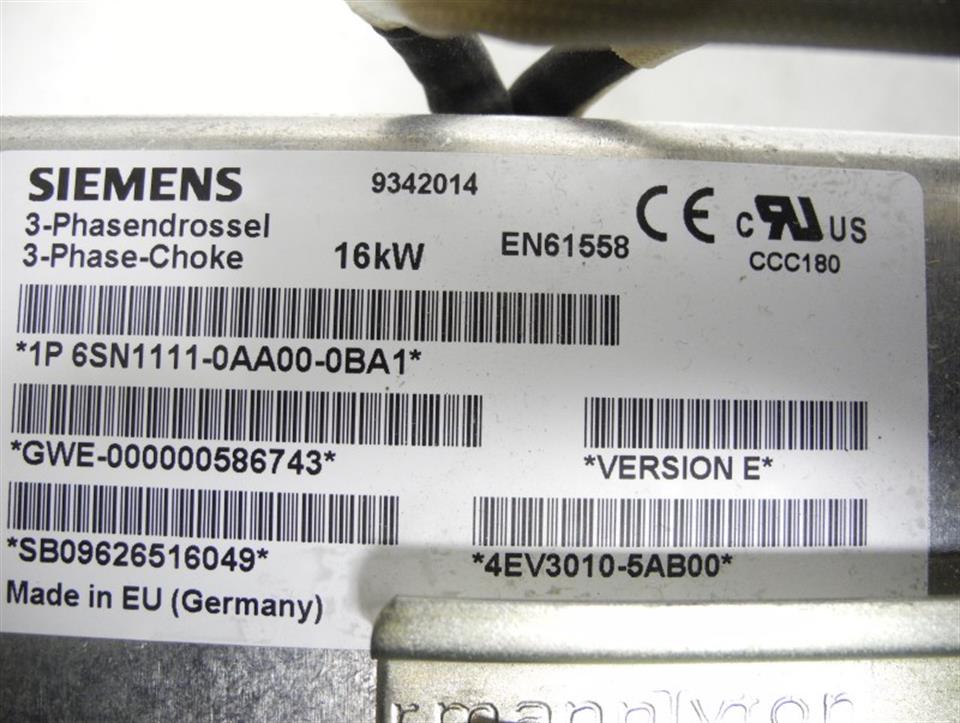 SIEMENS 9342014
3-Phasendrossel
3-Phase-Choke 16kW EN61558 CE c RU US
CCC180
*1P 6SN1111-0AA00-0BA1*
*GWE-000000586743* *VERSION E*
*SB09626516049* *4EV3010-5AB00*
Made in EU (Germany)